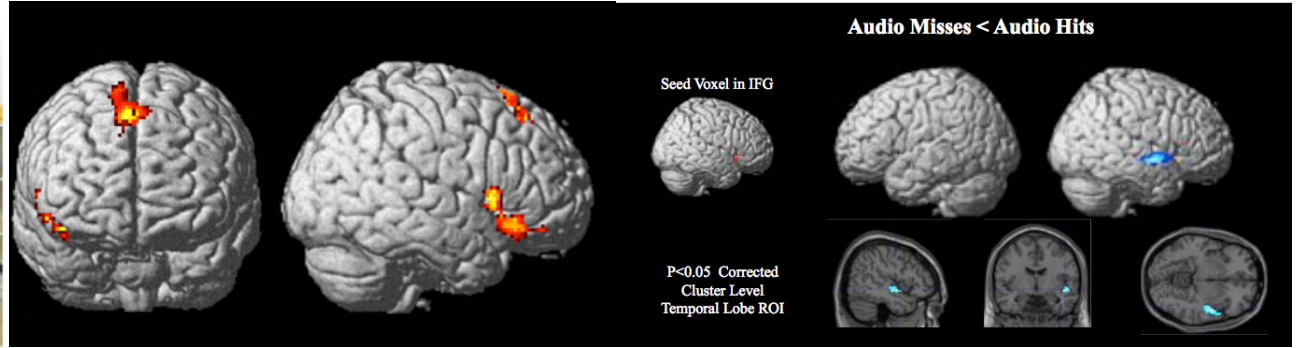 Audio Misses < Audio Hits
Seed Voxel in IFG
P<0.05 Corrected
Cluster Level
Temporal Lobe ROI